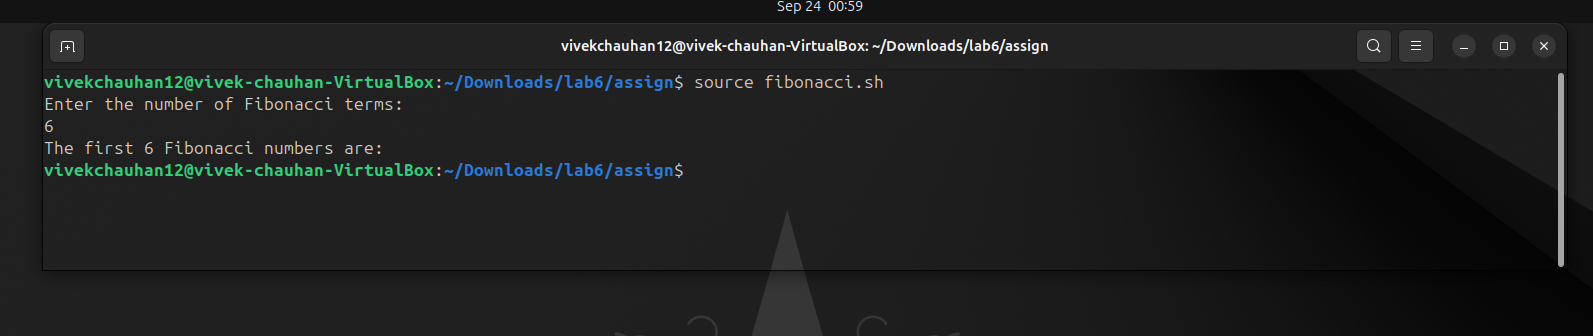 Sep 24 00:59
vivekchauhan12@vivek-chauhan-VirtualBox: ~/Downloads/lab6/assign
vivekchauhan12@vivek-chauhan-VirtualBox:~/Downloads/lab6/assign$ source fibonacci.sh
Enter the number of Fibonacci terms:
6
The first 6 Fibonacci numbers are:
vivekchauhan12@vivek-chauhan-VirtualBox:~/Downloads/lab6/assign$